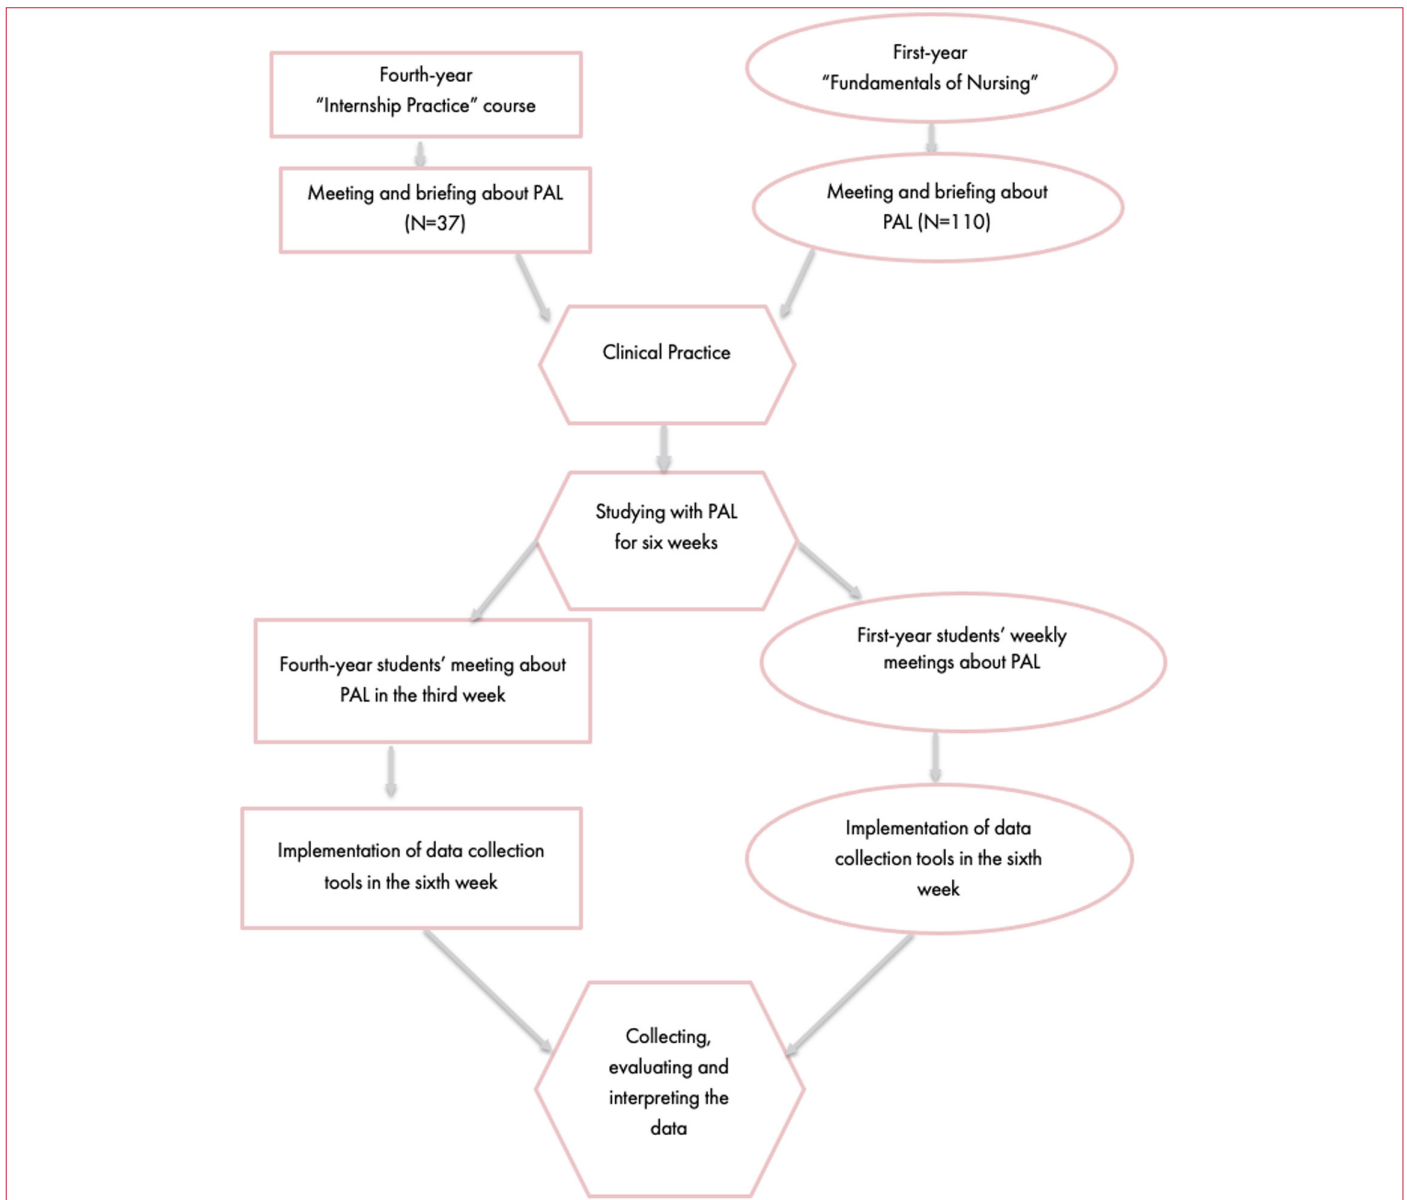 Fourth-year
“Internship Practice” course
First-year
“Fundamentals of Nursing”
Meeting and briefing about PAL
(N=37)
Meeting and briefing about
PAL (N=110)
Clinical Practice
Studying with PAL
for six weeks
Fourth-year students’ meeting about
PAL in the third week
First-year students’ weekly
meetings about PAL
Implementation of data collection
tools in the sixth week
Implementation of data
collection tools in the sixth
week
Collecting,
evaluating and
interpreting the
data